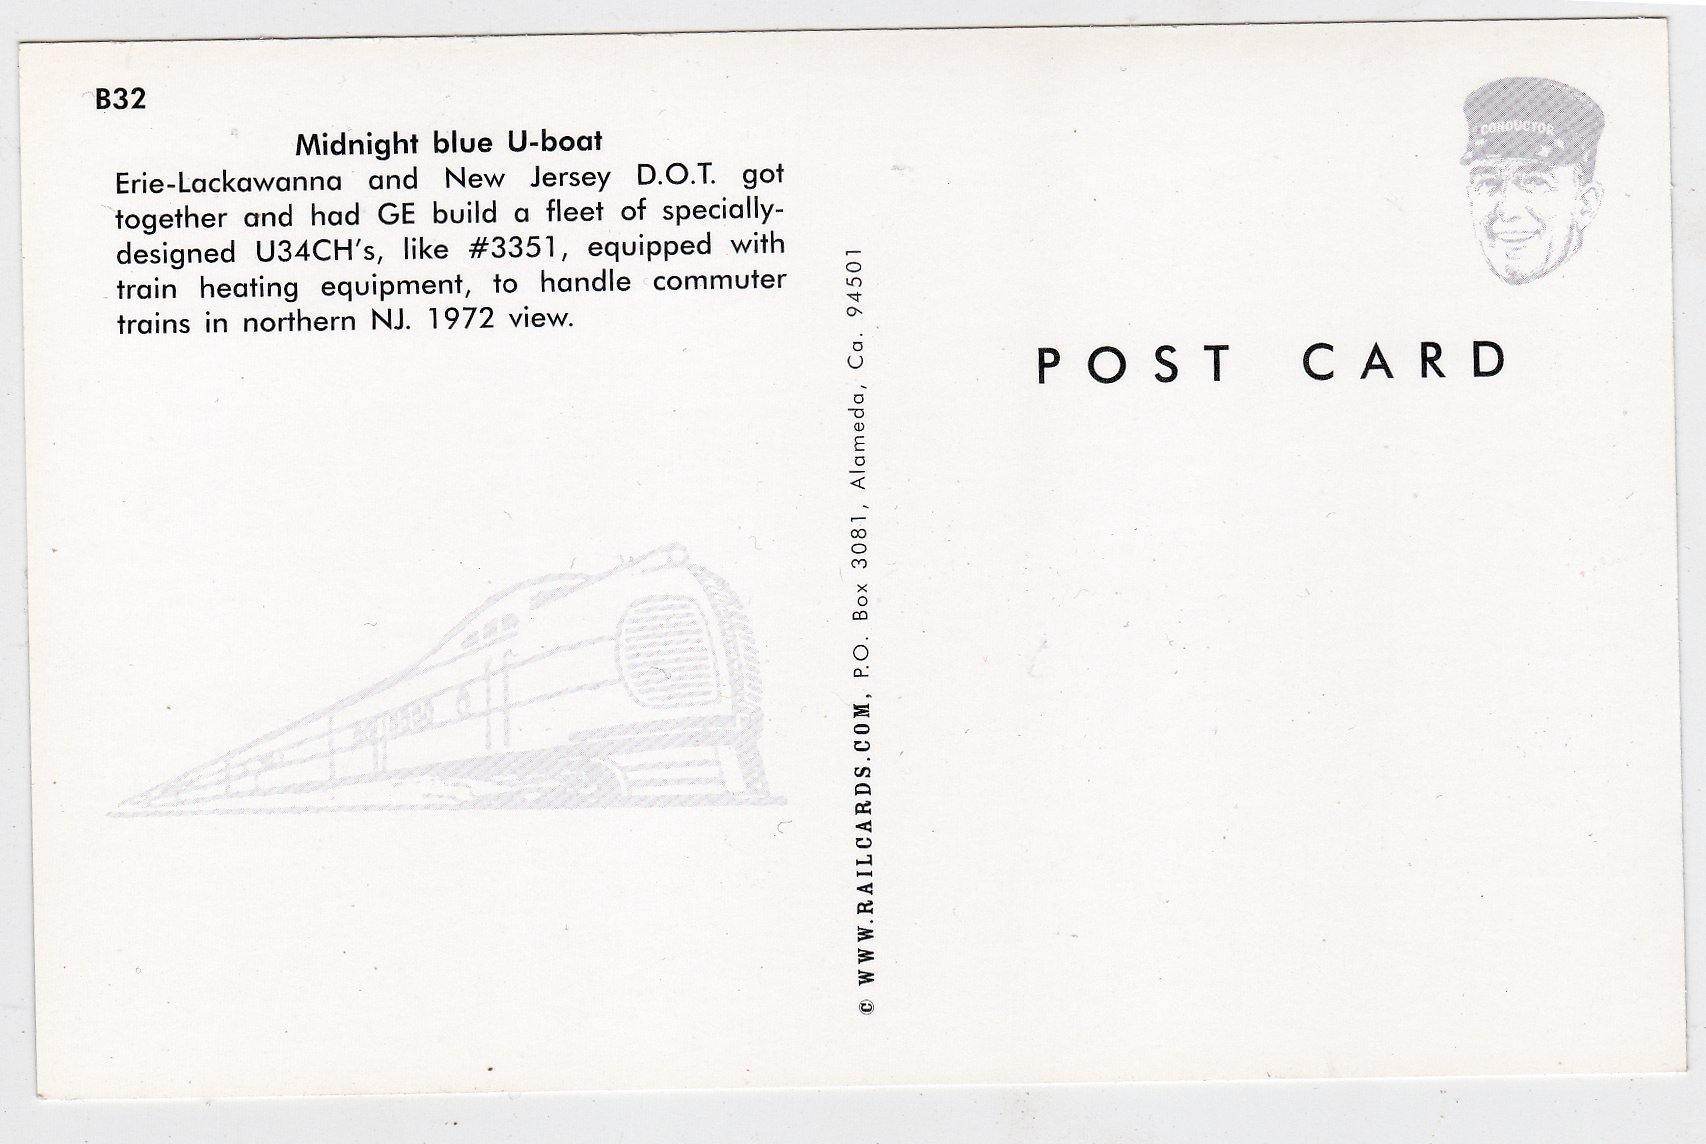 B32
Midnight blue U-boat
Erie-Lackawanna and New Jersey D.O.T. got
together and had GE build a fleet of specially-
designed U34CH's, like #3351, equipped with
train heating equipment, to handle commuter
trains in northern NJ. 1972 view.
© WWW.RAILCARDS.COM, P.O. Box 3081, Alameda, Ca. 94501
CONDUCTOR
POST CARD